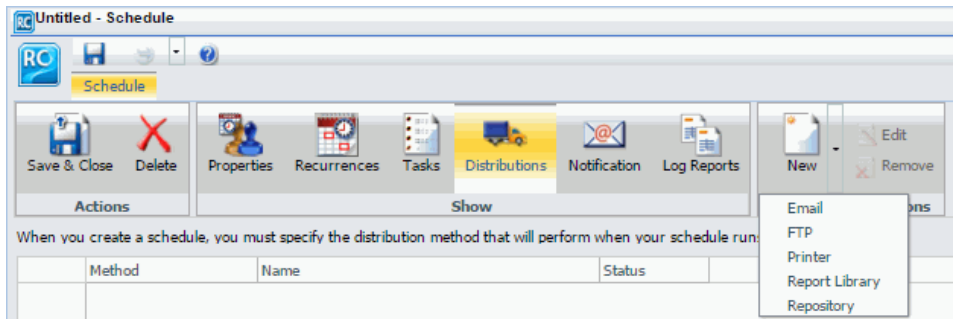 Untitled - Schedule
RC
Schedule
Save & Close Delete Properties Recurrences Tasks Distributions Notification Log Reports New Edit
Remove
Actions Show ons
Email
When you create a schedule, you must specify the distribution method that will perform when your schedule run
FTP
Printer
Method Name Status
Report Library
Repository